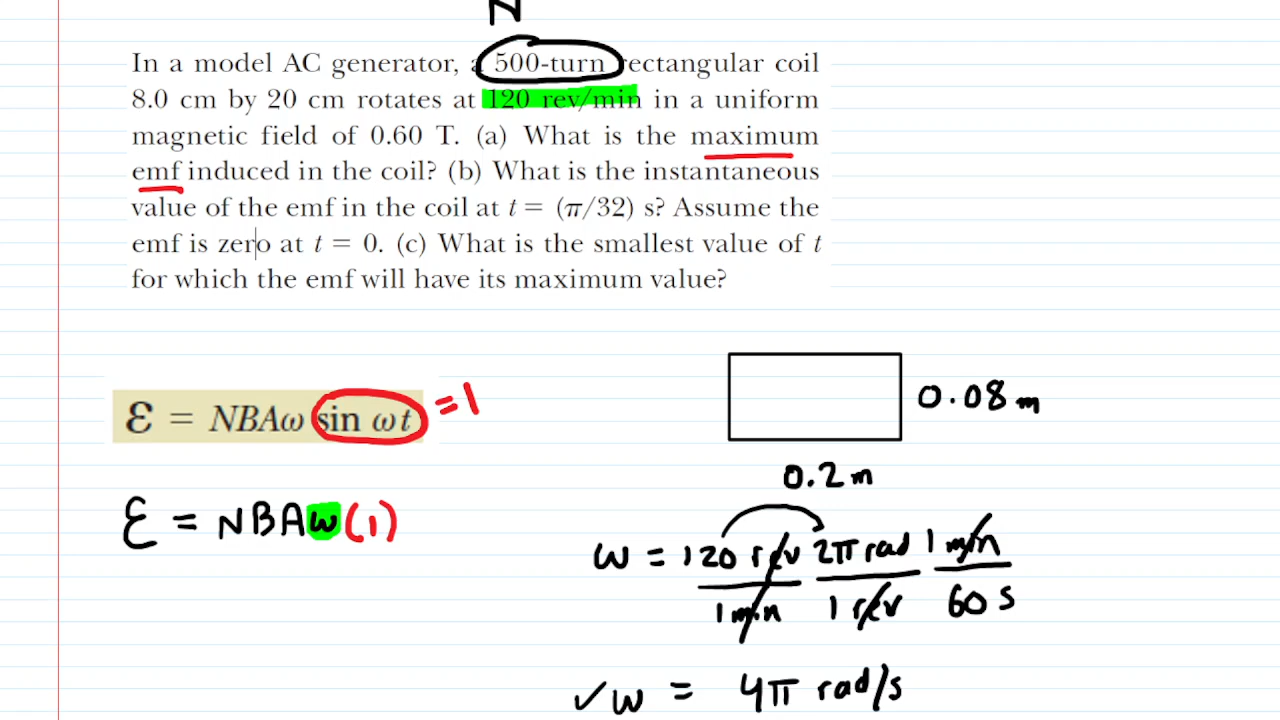 N
In a model AC generator, a 500-turn rectangular coil
8.0 cm by 20 cm rotates at 120 rev/min in a uniform
magnetic field of 0.60 T. (a) What is the maximum
emf induced in the coil? (b) What is the instantaneous
value of the emf in the coil at t = (π/32) s? Assume the
emf is zero at t = 0. (c) What is the smallest value of t
for which the emf will have its maximum value?
ℰ = NBAω sin ωt = 1
0.08 m
0.2 m
ℰ = NBAω(1)
ω = 120 rev 2π rad 1 min
1 min 1 rev 60 s
✓ω = 4π rad/s